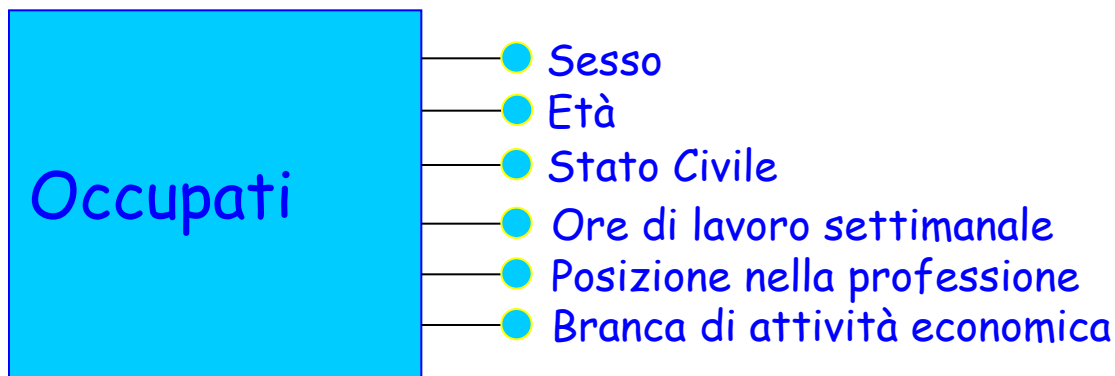 Sesso
Età
Stato Civile
Occupati
Ore di lavoro settimanale
Posizione nella professione
Branca di attività economica